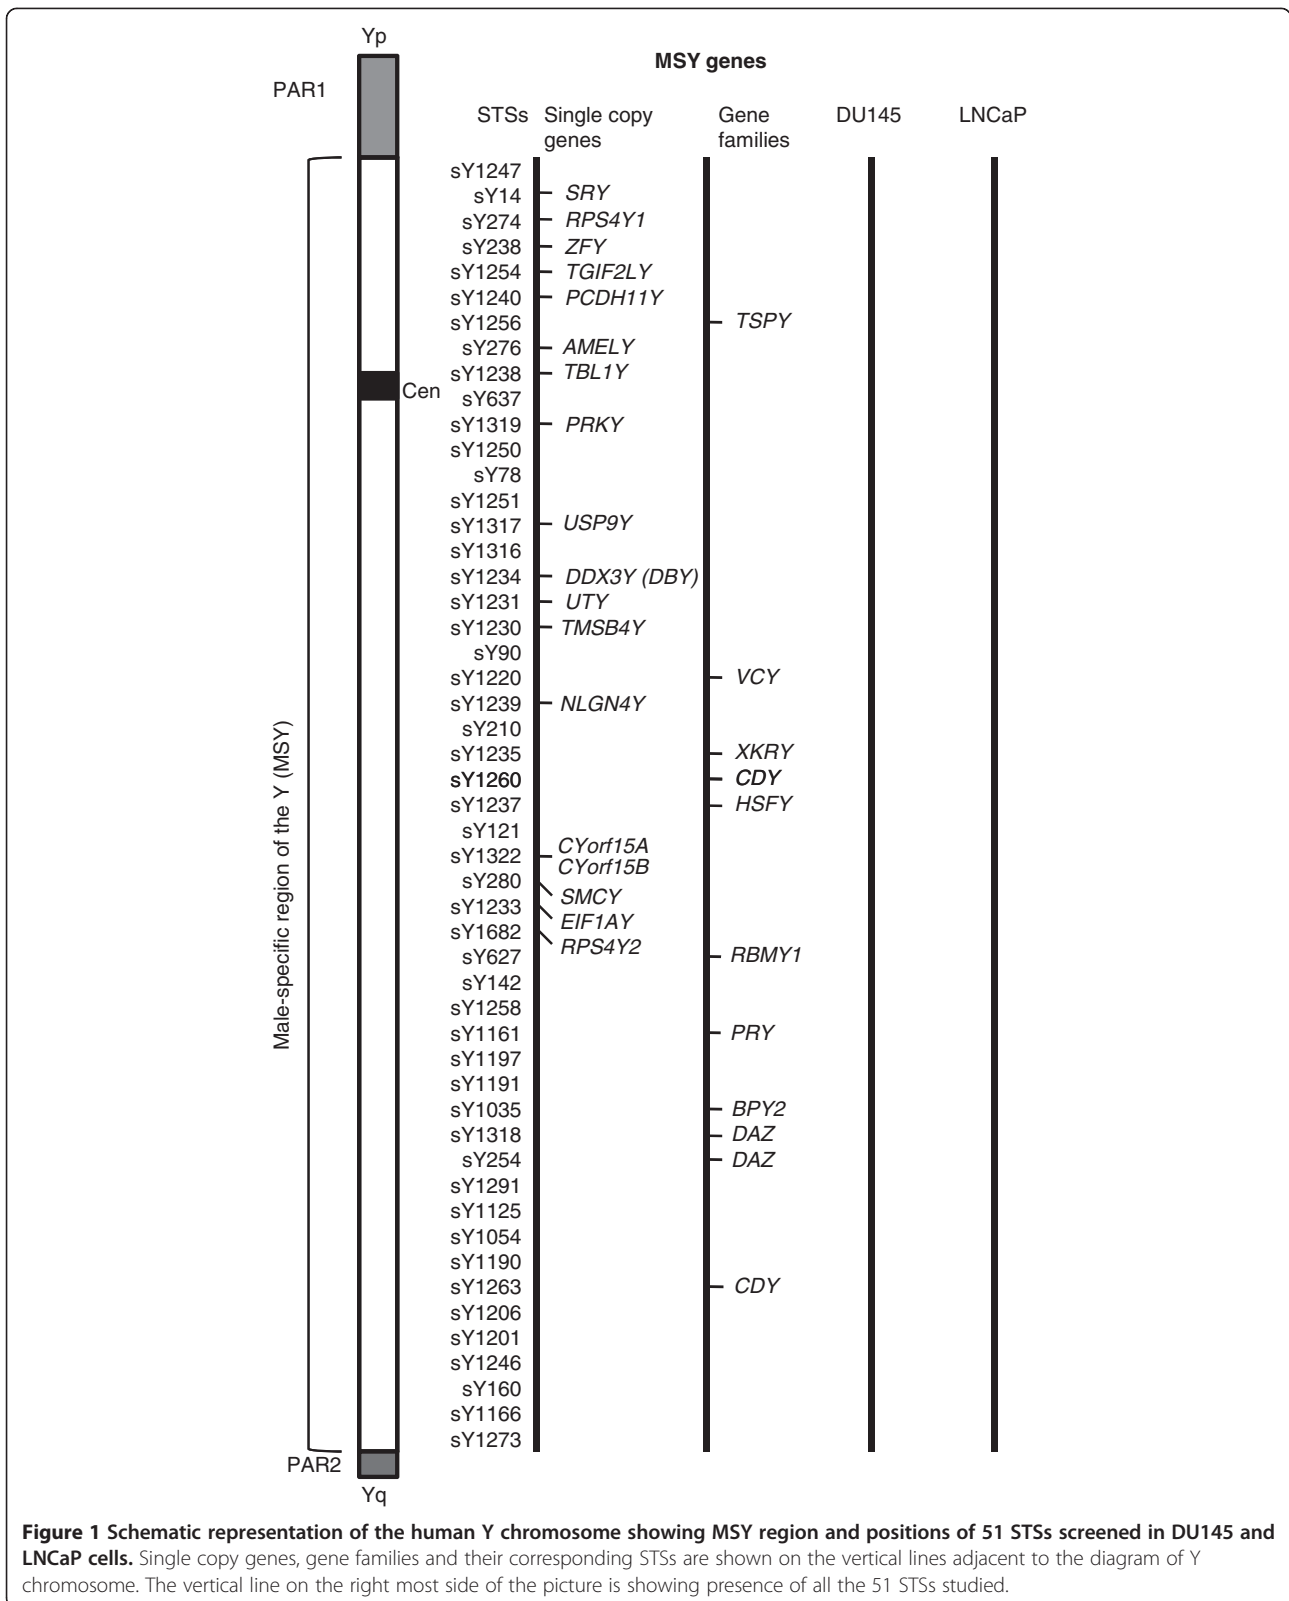 Yp
PAR1
MSY genes
STSs
Single copy
genes
Gene
families
DU145
LNCaP
sY1247
sY14
SRY
sY274
RPS4Y1
sY238
ZFY
sY1254
TGIF2LY
sY1240
PCDH11Y
sY1256
TSPY
sY276
AMELY
sY1238
TBL1Y
Cen
sY637
sY1319
PRKY
sY1250
sY78
sY1251
sY1317
USP9Y
sY1316
sY1234
DDX3Y (DBY)
sY1231
UTY
sY1230
TMSB4Y
sY90
sY1220
VCY
sY1239
NLGN4Y
sY210
sY1235
XKRY
sY1260
CDY
sY1237
HSFY
sY121
sY1322
CYorf15A
CYorf15B
sY280
SMCY
sY1233
EIF1AY
sY1682
RPS4Y2
sY627
RBMY1
sY142
sY1258
sY1161
PRY
sY1197
sY1191
sY1035
BPY2
sY1318
DAZ
sY254
DAZ
sY1291
sY1125
sY1054
sY1190
sY1263
CDY
sY1206
sY1201
sY1246
sY160
sY1166
sY1273
Male-specific region of the Y (MSY)
PAR2
Yq
Figure 1 Schematic representation of the human Y chromosome showing MSY region and positions of 51 STSs screened in DU145 and
LNCaP cells. Single copy genes, gene families and their corresponding STSs are shown on the vertical lines adjacent to the diagram of Y
chromosome. The vertical line on the right most side of the picture is showing presence of all the 51 STSs studied.